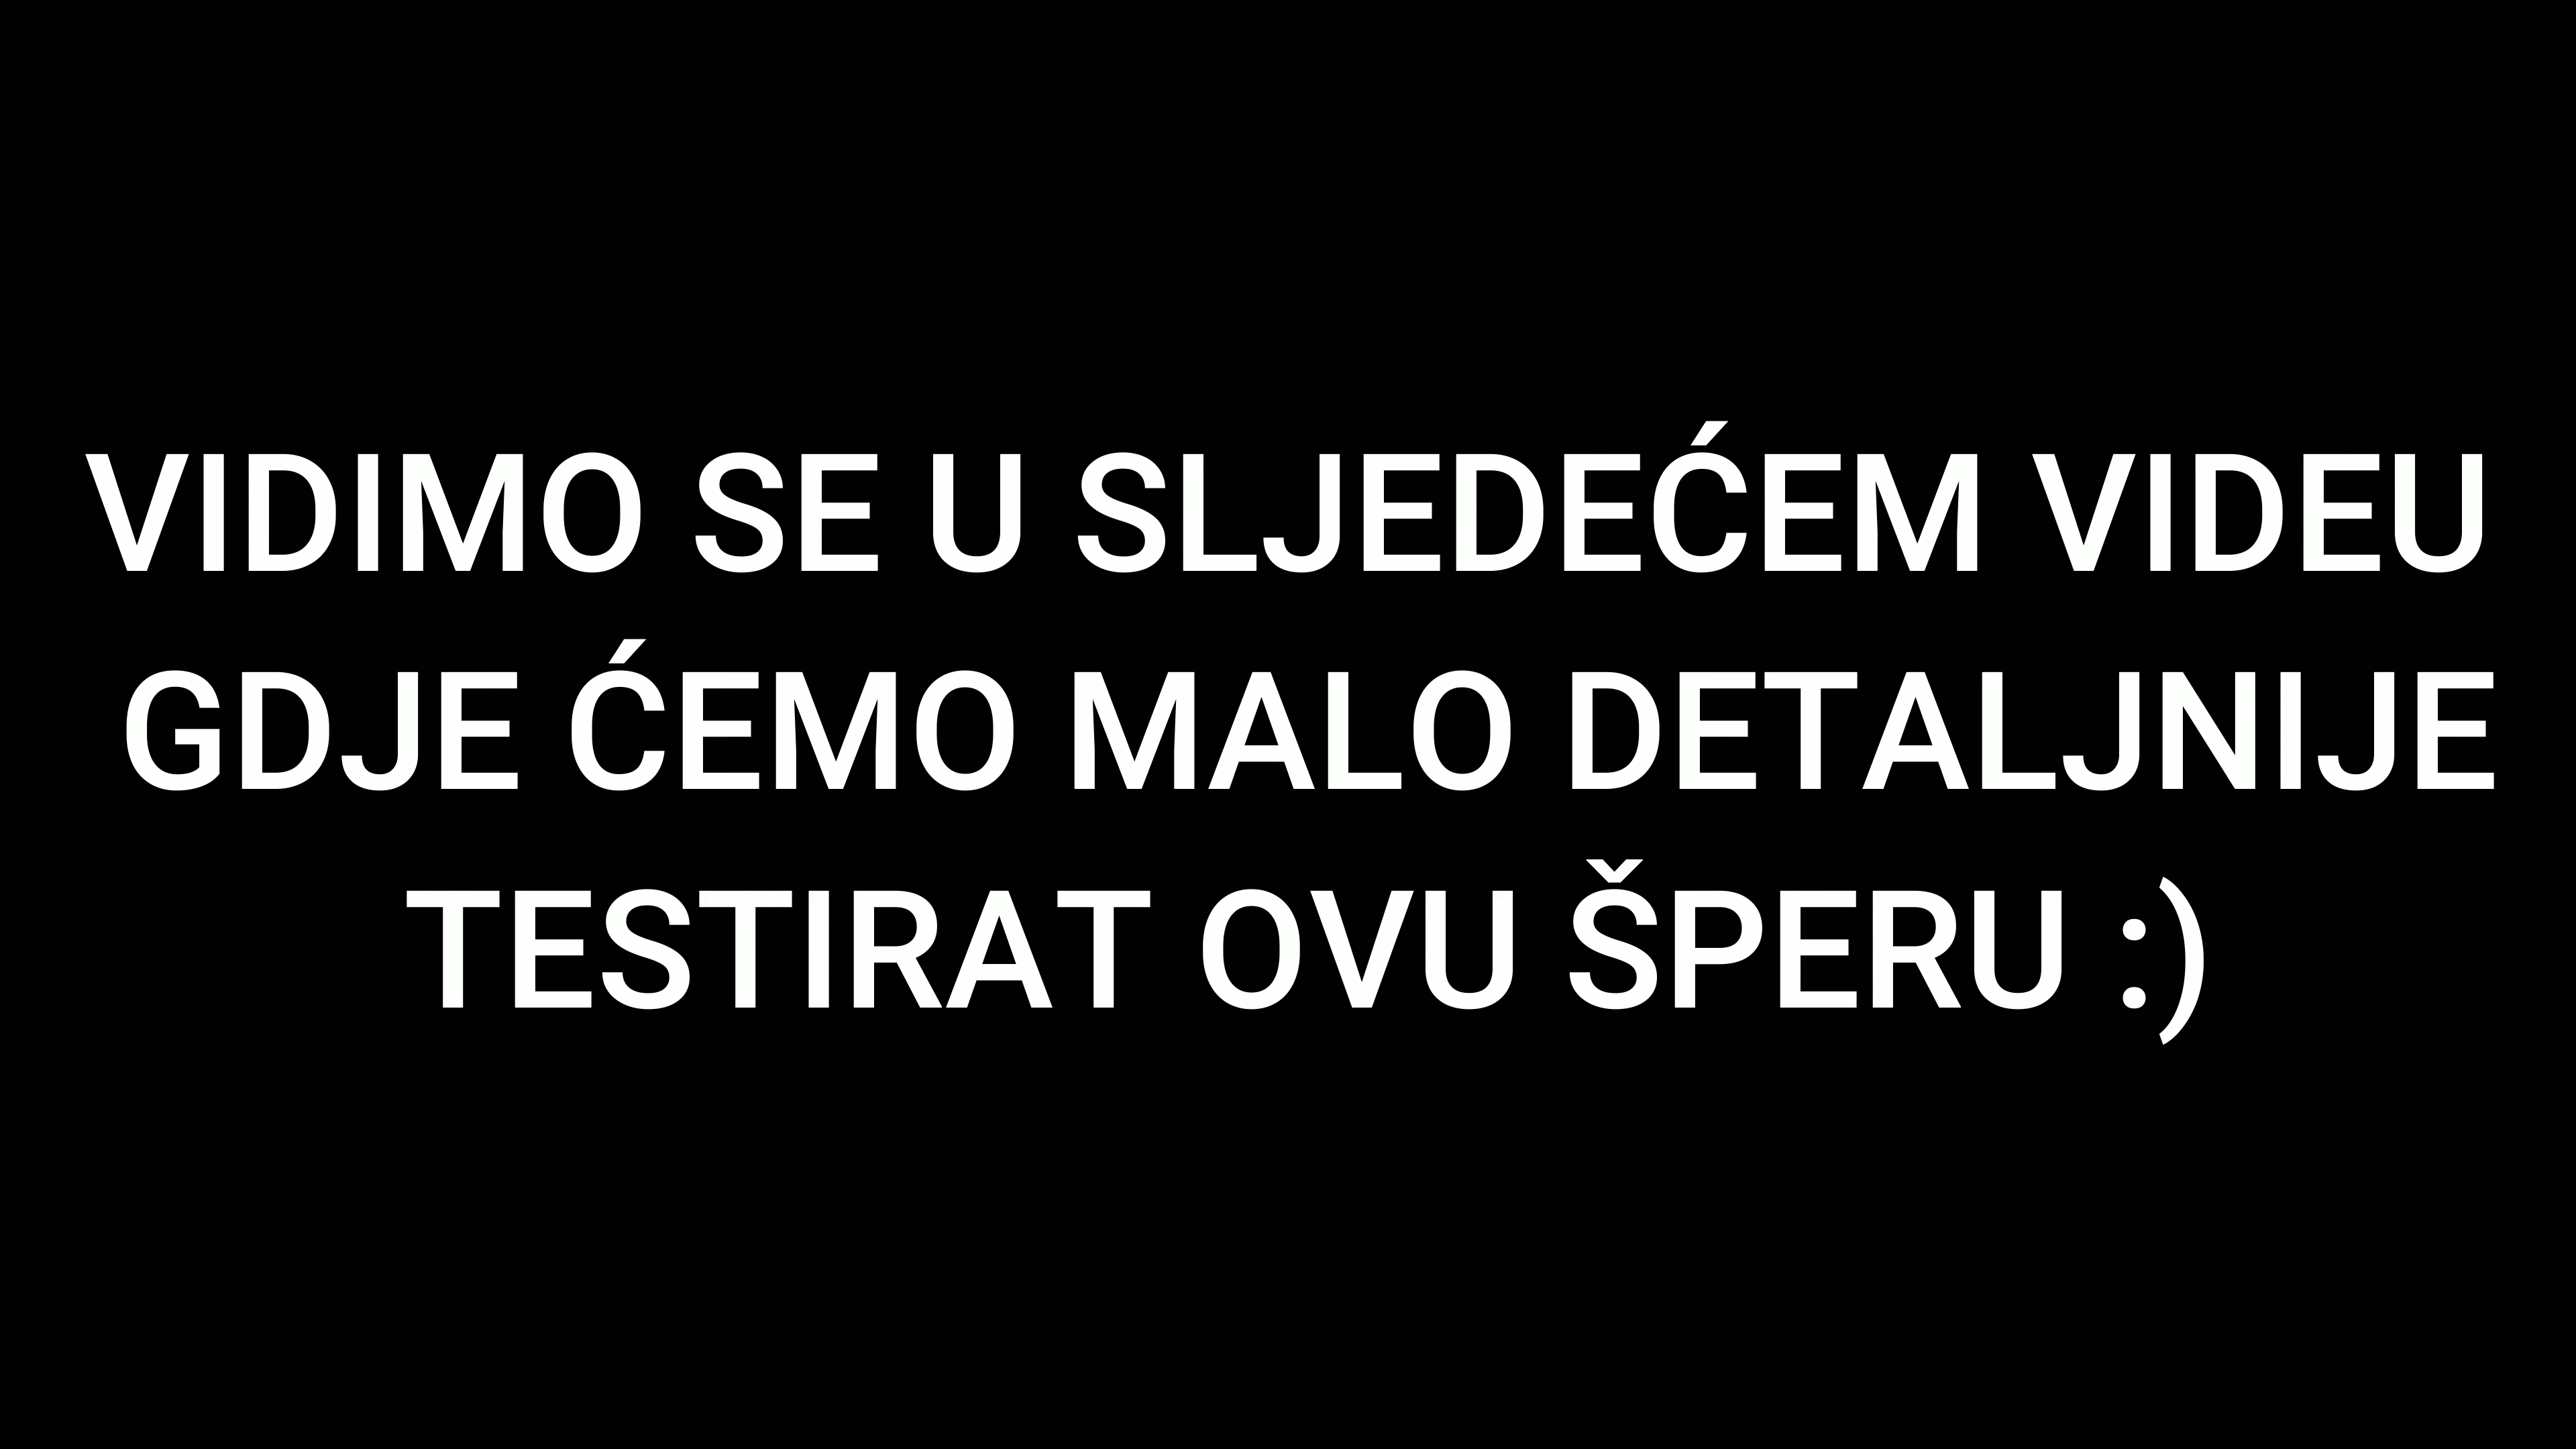 VIDIMO SE U SLJEDEĆEM VIDEU
GDJE ĆEMO MALO DETALJNIJE
TESTIRAT OVU ŠPERU :)